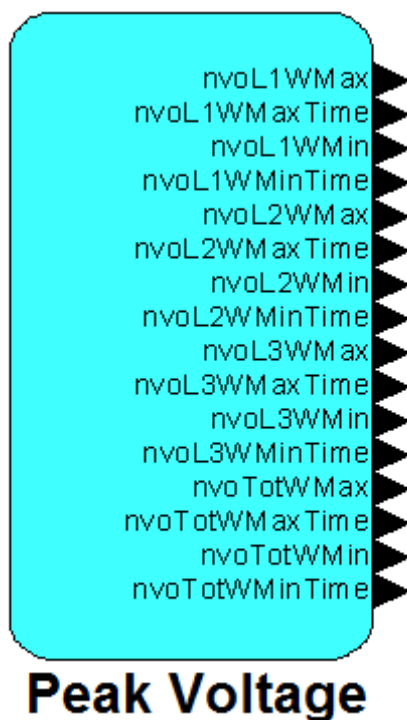 nvoL1WMax
nvoL1WMaxTime
nvoL1WMin
nvoL1WMinTime
nvoL2WMax
nvoL2WMaxTime
nvoL2WMin
nvoL2WMinTime
nvoL3WMax
nvoL3WMaxTime
nvoL3WMin
nvoL3WMinTime
nvoTotWMax
nvoTotWMaxTime
nvoTotWMin
nvoTotWMinTime
Peak Voltage